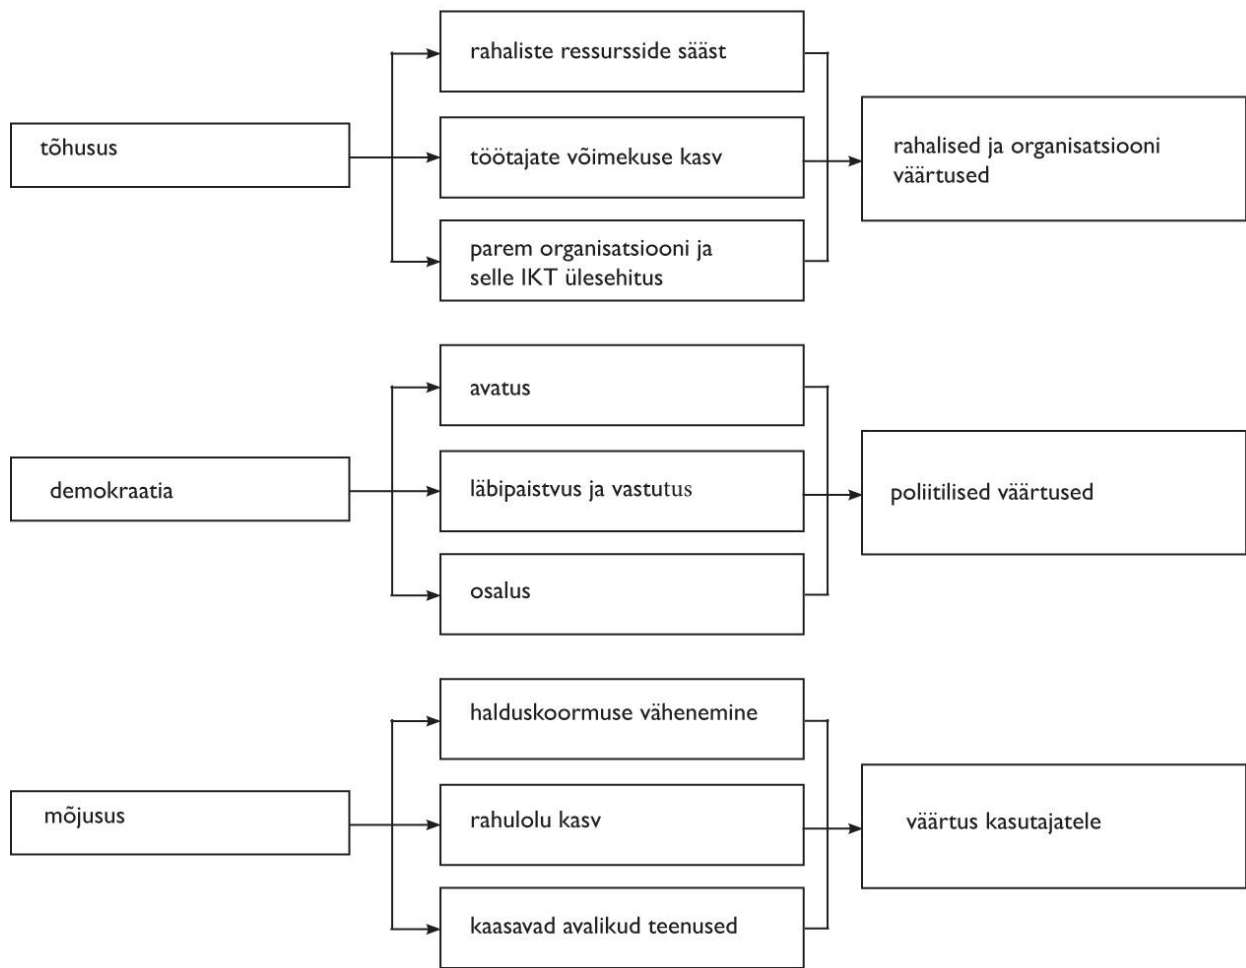 tõhusus
rahaliste ressursside sääst
töötajate võimekuse kasv
parem organisatsiooni ja
selle IKT ülesehitus
rahalised ja organisatsiooni
väärtused
demokraatia
avatus
läbipaistvus ja vastutus
osalus
poliitilised väärtused
mõjusus
halduskoormuse vähenemine
rahulolu kasv
kaasavad avalikud teenused
väärtus kasutajatele